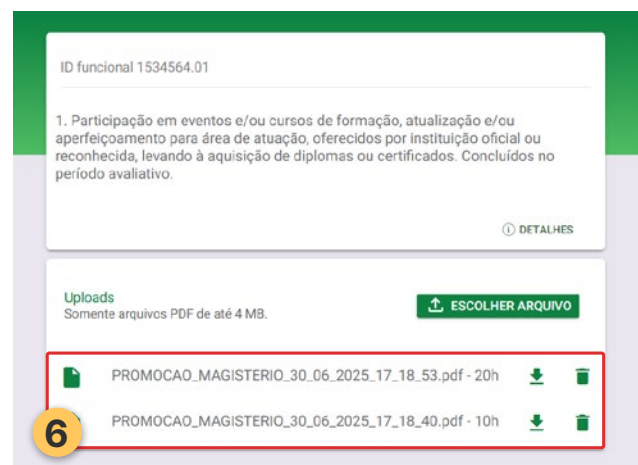 ID funcional 1534564.01
1. Participação em eventos e/ou cursos de formação, atualização e/ou
aperfeiçoamento para área de atuação, oferecidos por instituição oficial ou
reconhecida, levando à aquisição de diplomas ou certificados. Concluídos no
período avaliativo.
DETALHES
Uploads
Somente arquivos PDF de até 4 MB.
ESCOLHER ARQUIVO
PROMOCAO_MAGISTERIO_30_06_2025_17_18_53.pdf - 20h
PROMOCAO_MAGISTERIO_30_06_2025_17_18_40.pdf - 10h
6